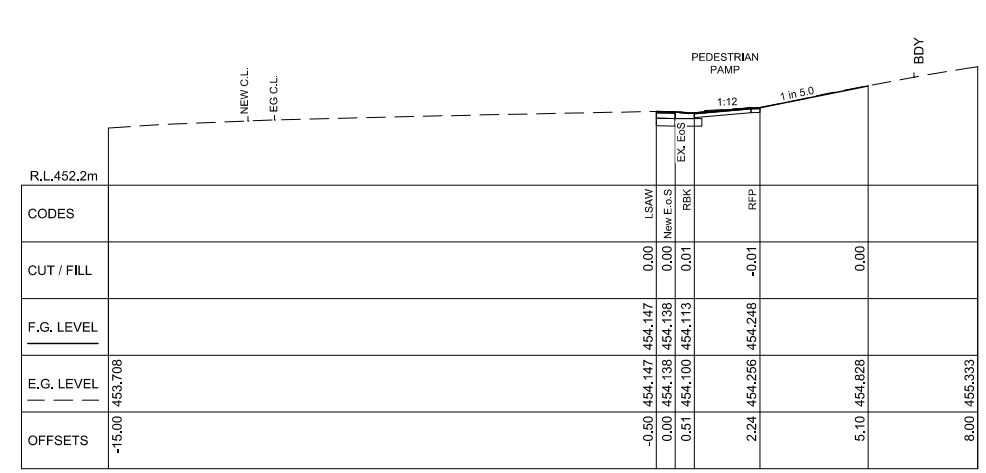 PEDESTRIAN
PAMP
BDY
NEW C.L.
EG C.L.
1:12
1 in 5.0
EX. EoS
R.L.452.2m
CODES
LSAW
New E.o.S
RBK
RFP
CUT / FILL
0.00
0.00
0.01
-0.01
0.00
F.G. LEVEL
454.147
454.138
454.113
454.248
E.G. LEVEL
453.708
454.147
454.138
454.100
454.256
454.828
455.333
OFFSETS
-15.00
-0.50
0.00
0.51
2.24
5.10
8.00